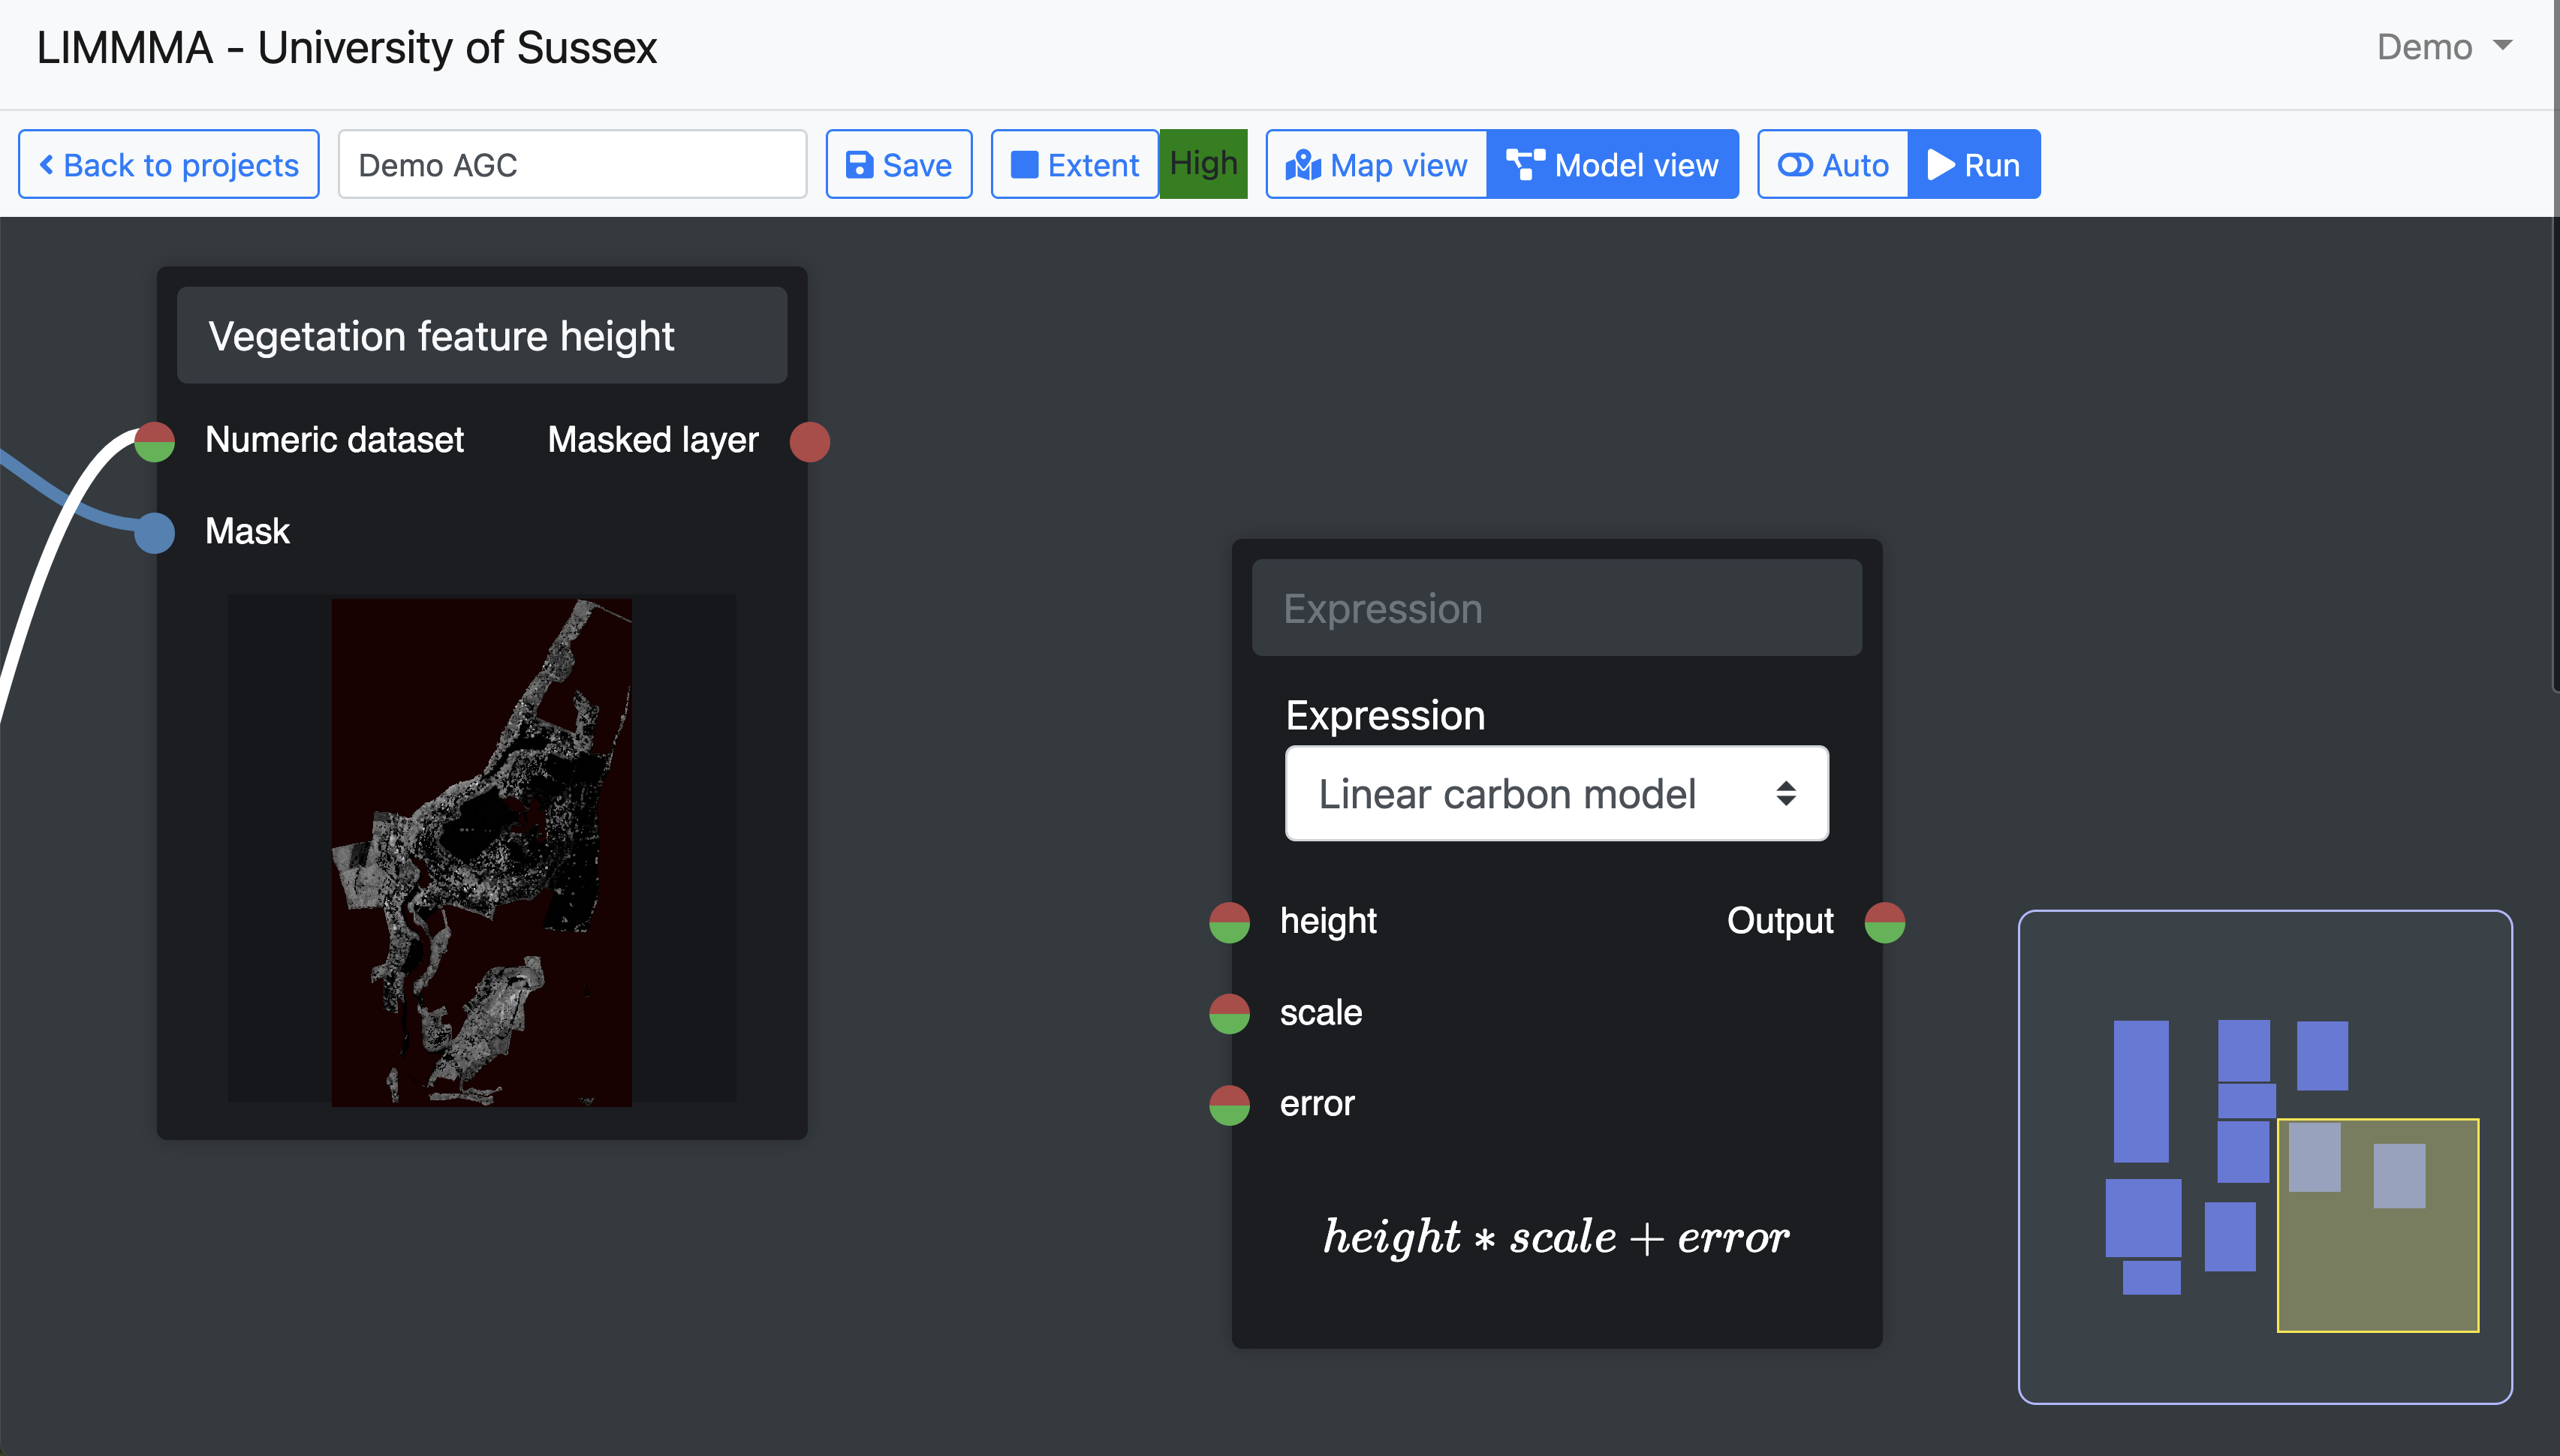 LIMMMA - University of Sussex
Demo
Back to projects
Demo AGC
Save
Extent
High
Map view
Model view
Auto
Run
Vegetation feature height
Numeric dataset
Masked layer
Mask
Expression
Expression
Linear carbon model
height
Output
scale
error
height * scale + error